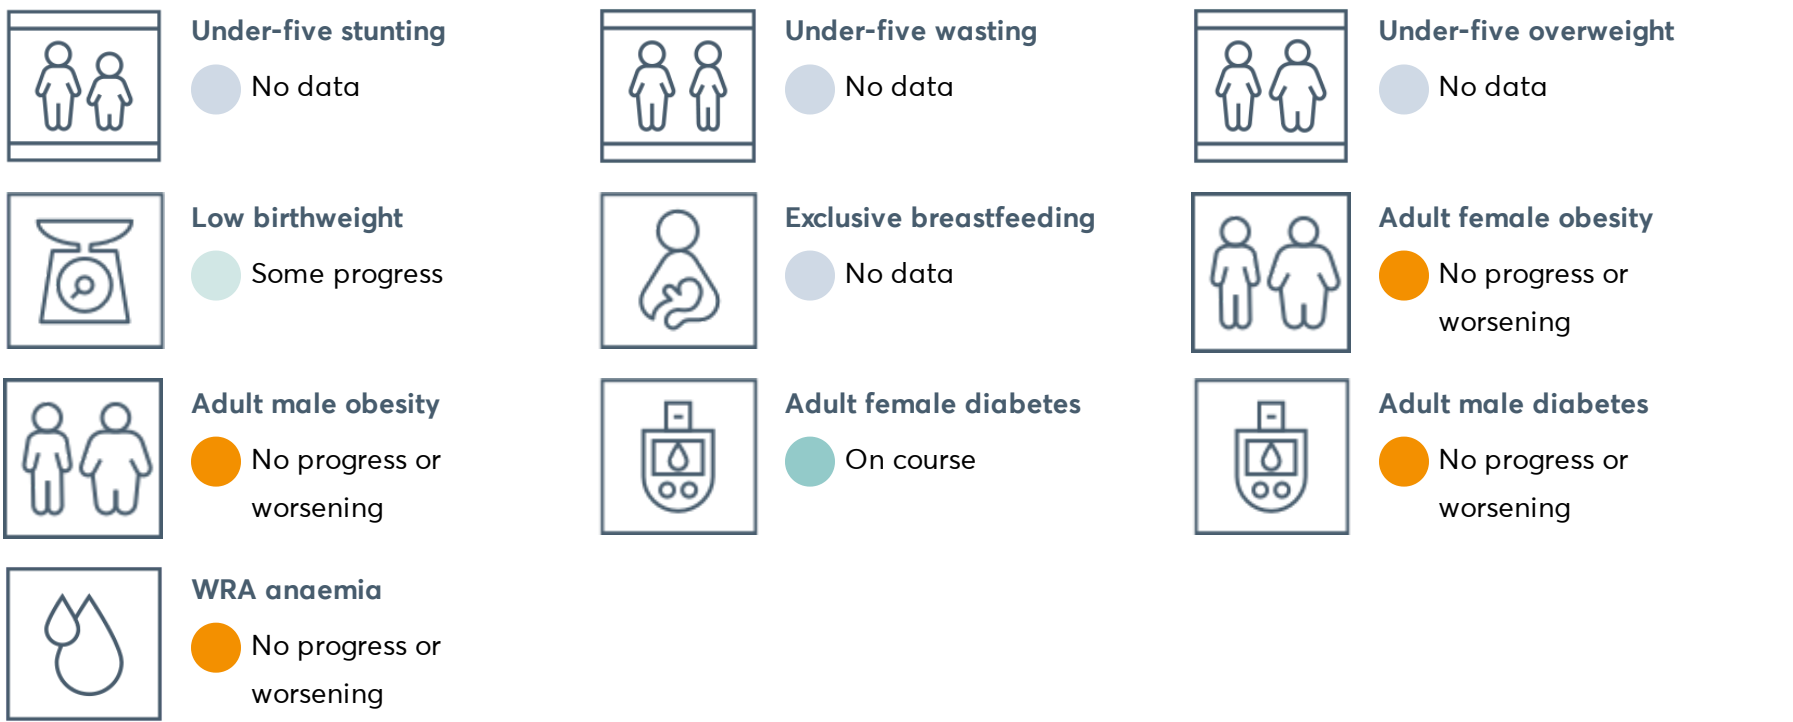 Under-five stunting
No data
Under-five wasting
No data
Under-five overweight
No data
Low birthweight
Some progress
Exclusive breastfeeding
No data
Adult female obesity
No progress or
worsening
Adult male obesity
No progress or
worsening
Adult female diabetes
On course
Adult male diabetes
No progress or
worsening
WRA anaemia
No progress or
worsening